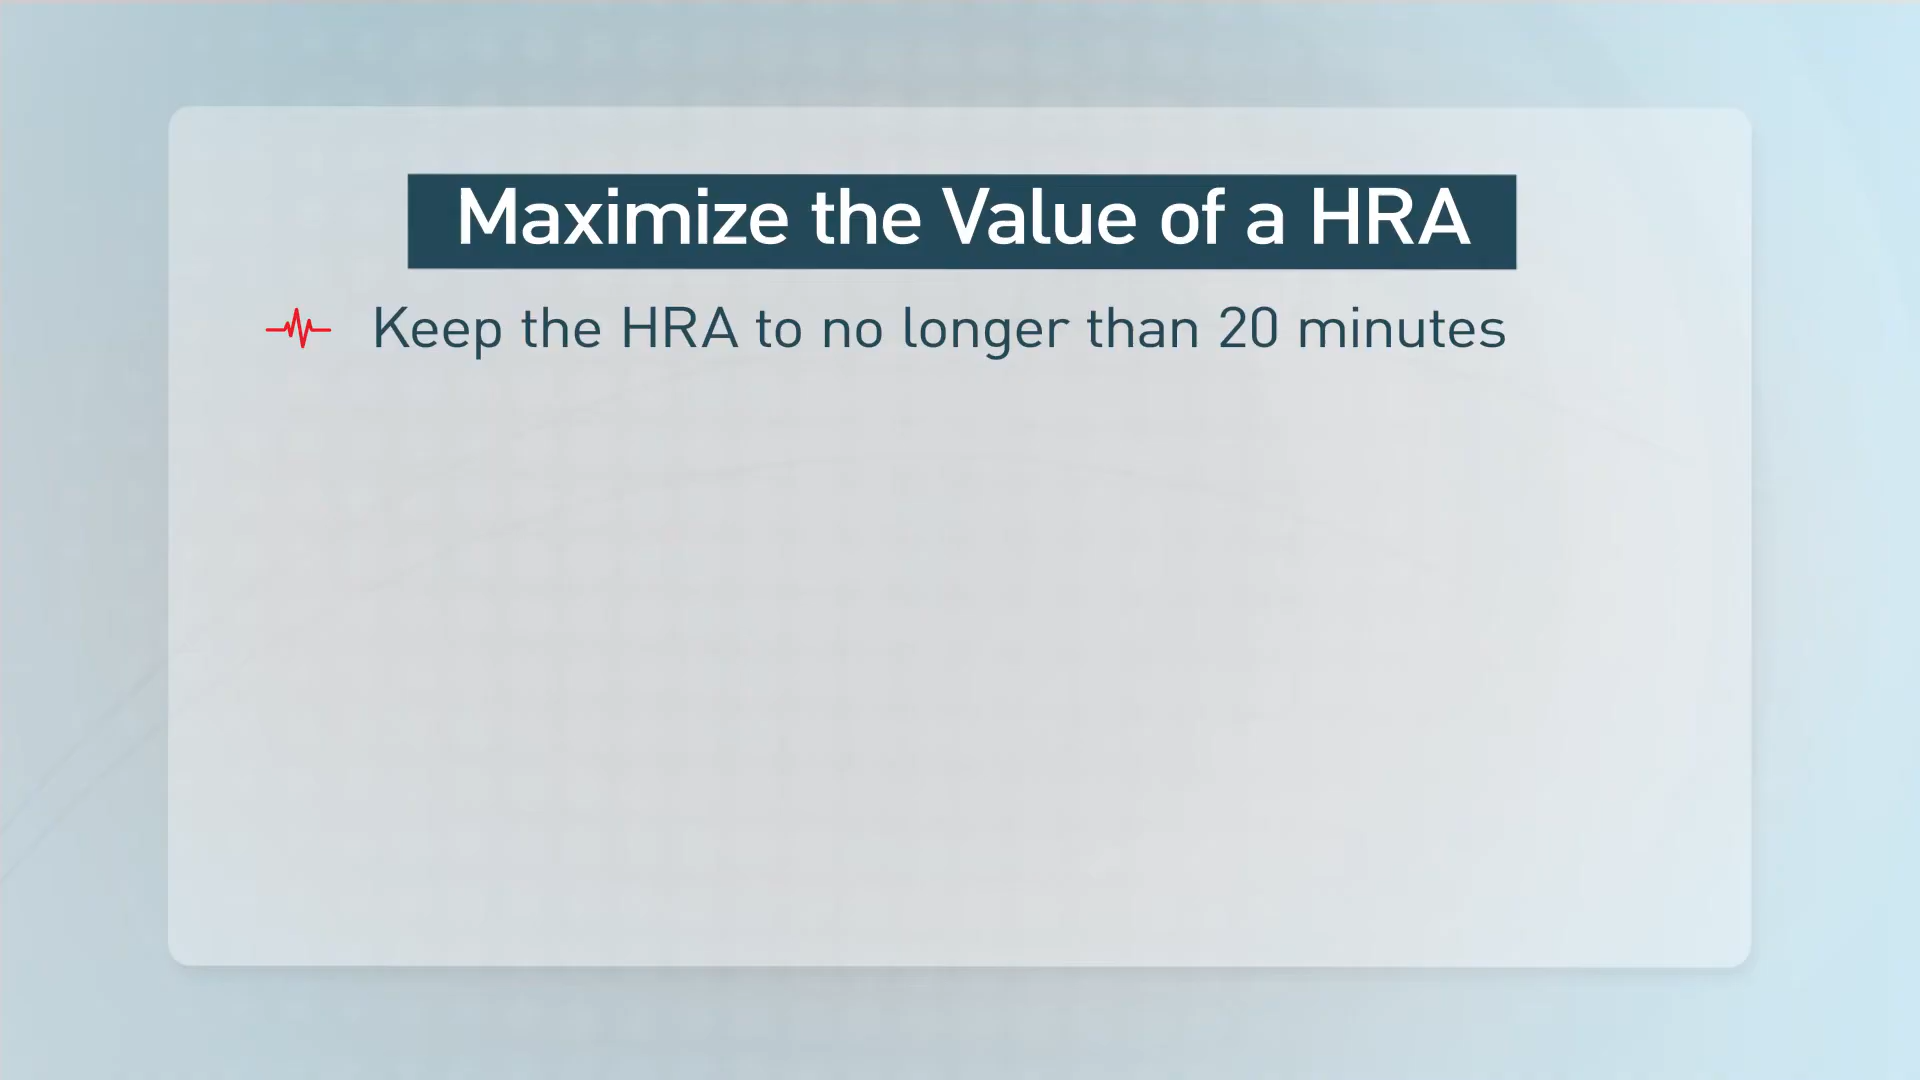 Maximize the Value of a HRA
Keep the HRA to no longer than 20 minutes